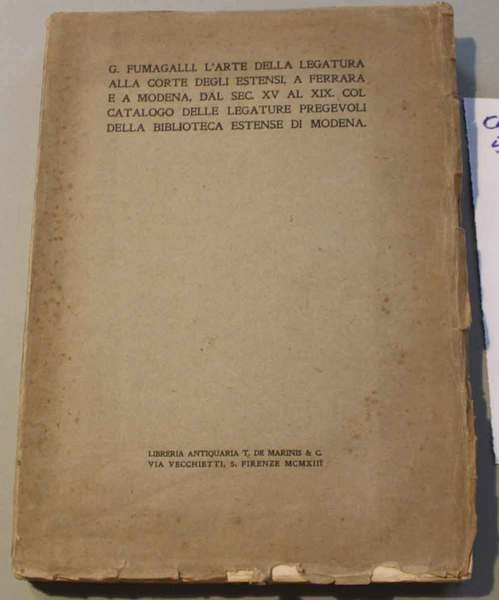 G. FUMAGALLI. L'ARTE DELLA LEGATURA
ALLA CORTE DEGLI ESTENSI, A FERRARA
E A MODENA, DAL SEC. XV AL XIX. COL
CATALOGO DELLE LEGATURE PREGEVOLI
DELLA BIBLIOTECA ESTENSE DI MODENA.
LIBRERIA ANTIQUARIA T. DE MARINIS & C.
VIA VECCHIETTI, 5. FIRENZE MCMXIII